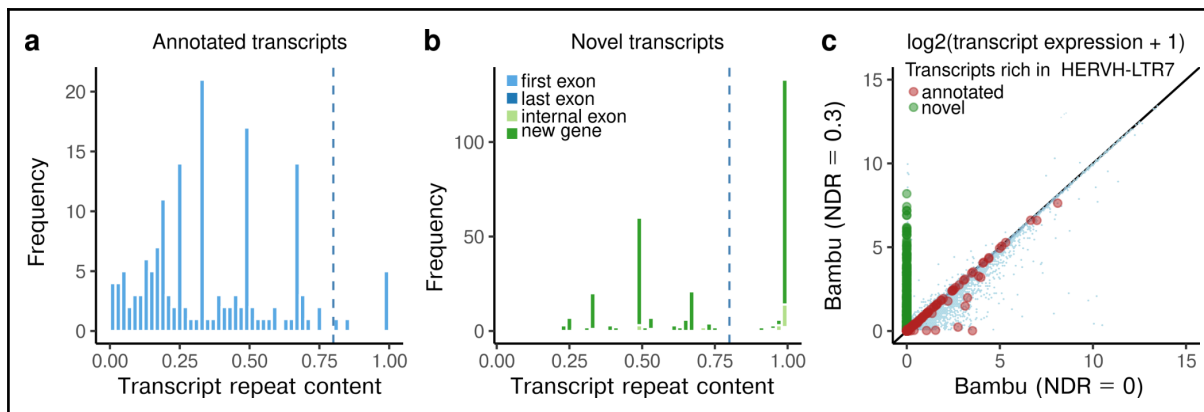 a
Annotated transcripts
Frequency
20
15
10
5
0
0.00 0.25 0.50 0.75 1.00
Transcript repeat content
b
Novel transcripts
first exon
last exon
internal exon
new gene
Frequency
100
50
0
0.00 0.25 0.50 0.75 1.00
Transcript repeat content
c
log2(transcript expression + 1)
Transcripts rich in HERVH-LTR7
annotated
novel
Bambu (NDR = 0.3)
15
10
5
0
0 5 10 15
Bambu (NDR = 0)